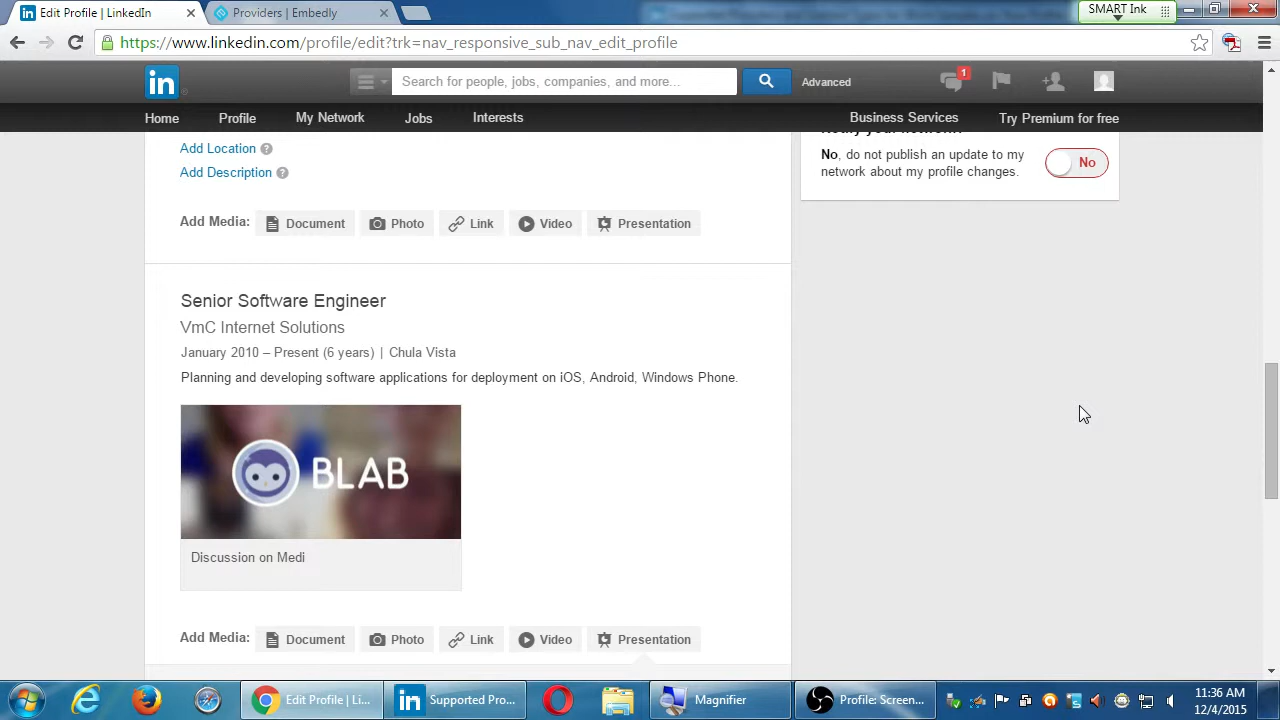 Edit Profile | LinkedIn
Providers | Embedly
SMART Ink
https://www.linkedin.com/profile/edit?trk=nav_responsive_sub_nav_edit_profile
in
Search for people, jobs, companies, and more...
Advanced
1
Home
Profile
My Network
Jobs
Interests
Business Services
Try Premium for free
Add Location
Add Description
No, do not publish an update to my
network about my profile changes.
No
Add Media:
Document
Photo
Link
Video
Presentation
Senior Software Engineer
VmC Internet Solutions
January 2010 – Present (6 years) | Chula Vista
Planning and developing software applications for deployment on iOS, Android, Windows Phone.
BLAB
Discussion on Medi
Add Media:
Document
Photo
Link
Video
Presentation
Edit Profile | Li...
Supported Pro...
Magnifier
Profile: Screen...
11:36 AM
12/4/2015